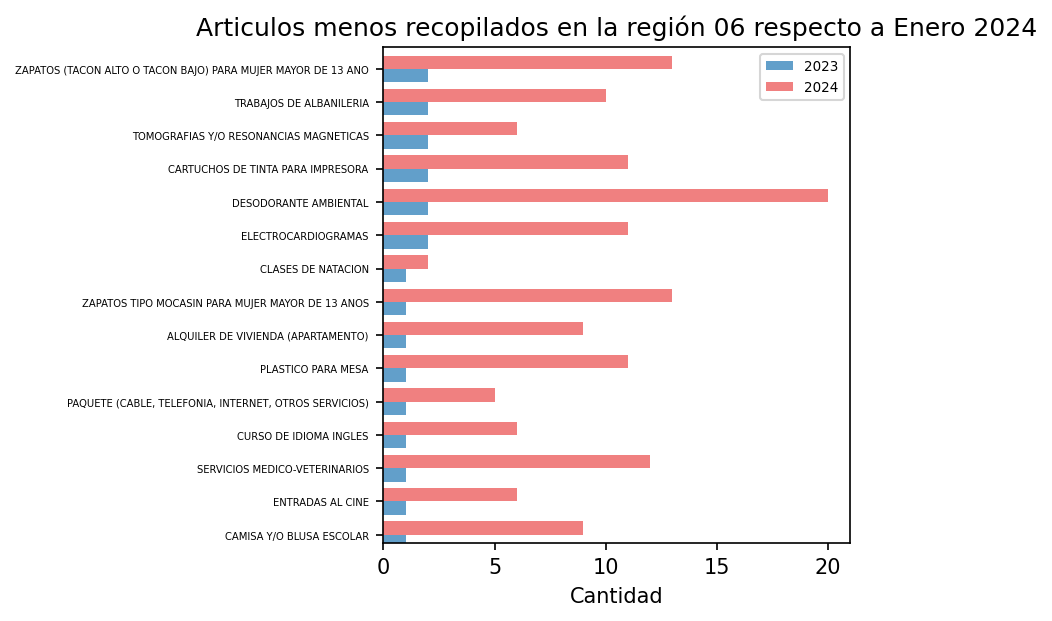 Articulos menos recopilados en la región 06 respecto a Enero 2024
2023
2024
ZAPATOS (TACON ALTO O TACON BAJO) PARA MUJER MAYOR DE 13 ANO
TRABAJOS DE ALBANILERIA
TOMOGRAFIAS Y/O RESONANCIAS MAGNETICAS
CARTUCHOS DE TINTA PARA IMPRESORA
DESODORANTE AMBIENTAL
ELECTROCARDIOGRAMAS
CLASES DE NATACION
ZAPATOS TIPO MOCASIN PARA MUJER MAYOR DE 13 ANOS
ALQUILER DE VIVIENDA (APARTAMENTO)
PLASTICO PARA MESA
PAQUETE (CABLE, TELEFONIA, INTERNET, OTROS SERVICIOS)
CURSO DE IDIOMA INGLES
SERVICIOS MEDICO-VETERINARIOS
ENTRADAS AL CINE
CAMISA Y/O BLUSA ESCOLAR
0 5 10 15 20
Cantidad